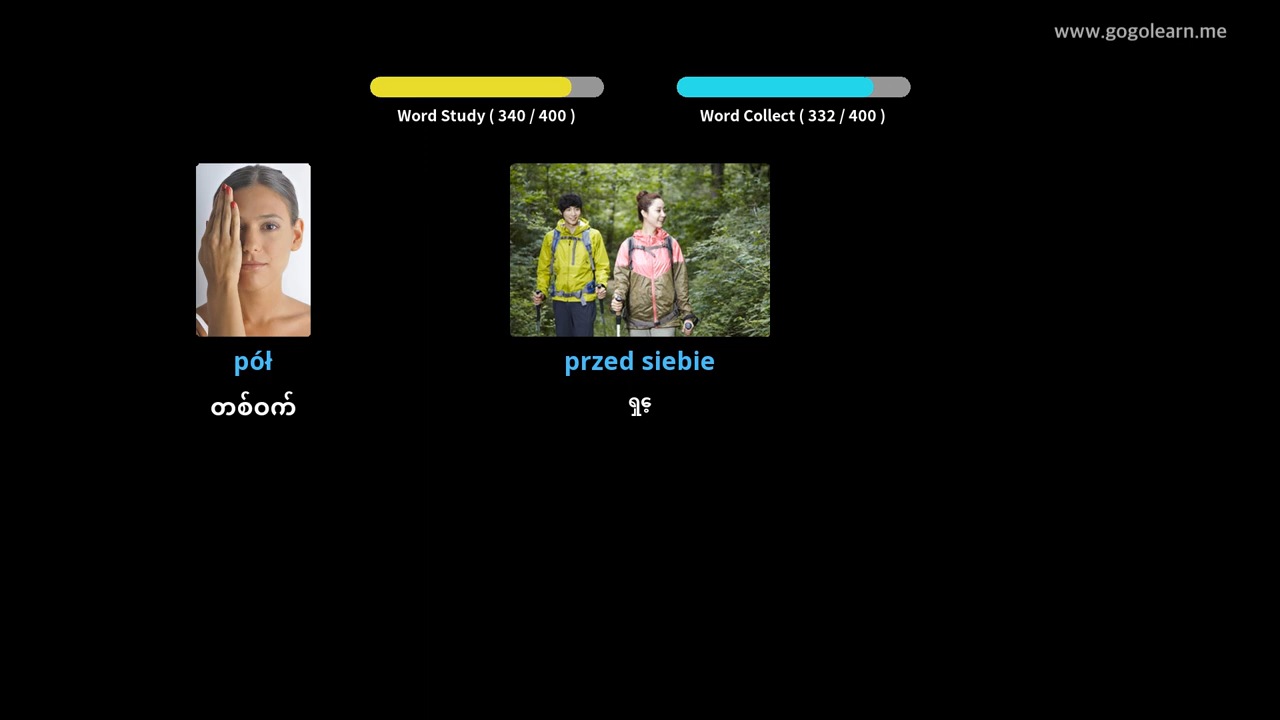 www.gogolearn.me
Word Study ( 340 / 400 )
Word Collect ( 332 / 400 )
pół
တစ်ဝက်
przed siebie
ရှေ့